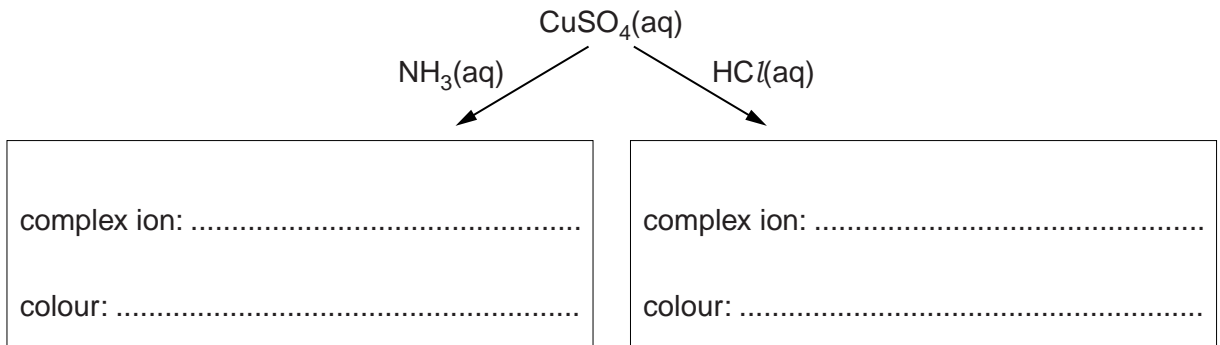 CuSO₄(aq)
NH₃(aq) HCl(aq)
complex ion: ................................................ complex ion: ................................................
colour: ......................................................... colour: .........................................................